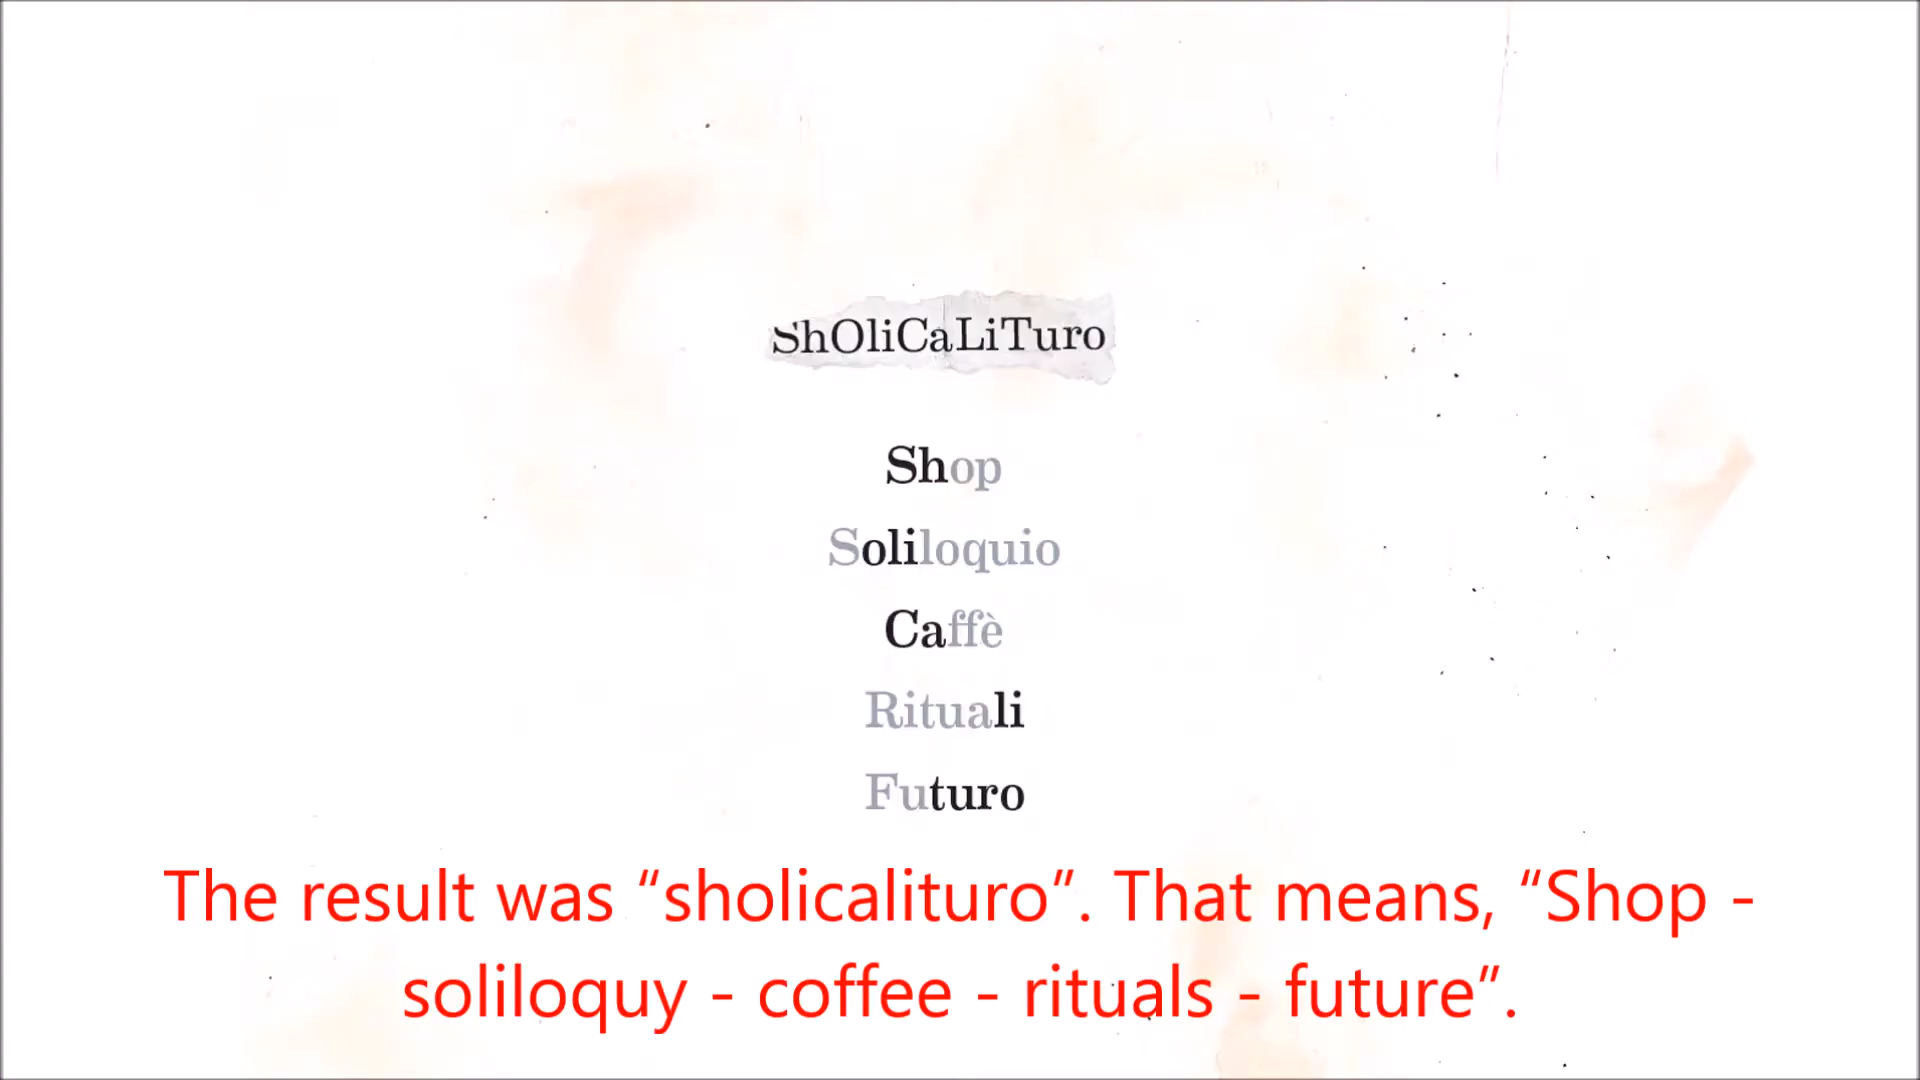 ShOliCaLiTuro
Shop
Soliloquio
Caffè
Rituali
Futuro
The result was “sholicalituro”. That means, “Shop -
soliloquy - coffee - rituals - future”.